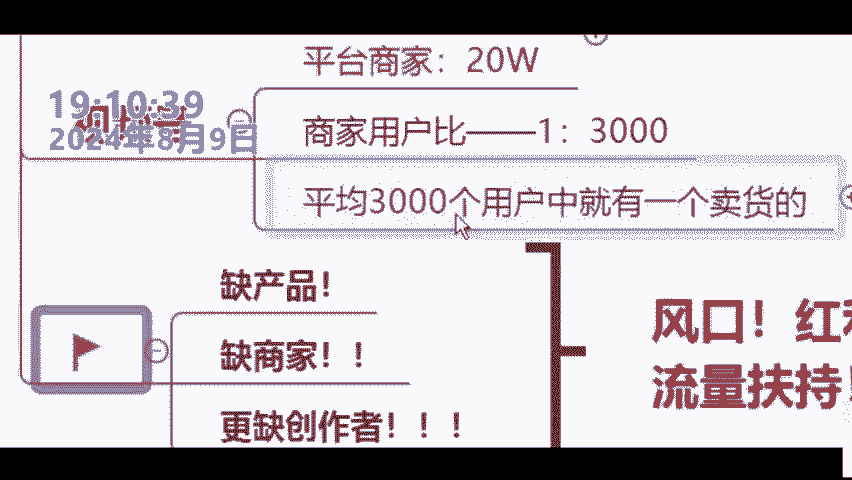 平台商家：20W
19:10:39
2024年8月9日
商家用户比——1：3000
平均3000个用户中就有一个卖货的
缺产品！
缺商家！！
更缺创作者！！！
风口！红
流量扶持！